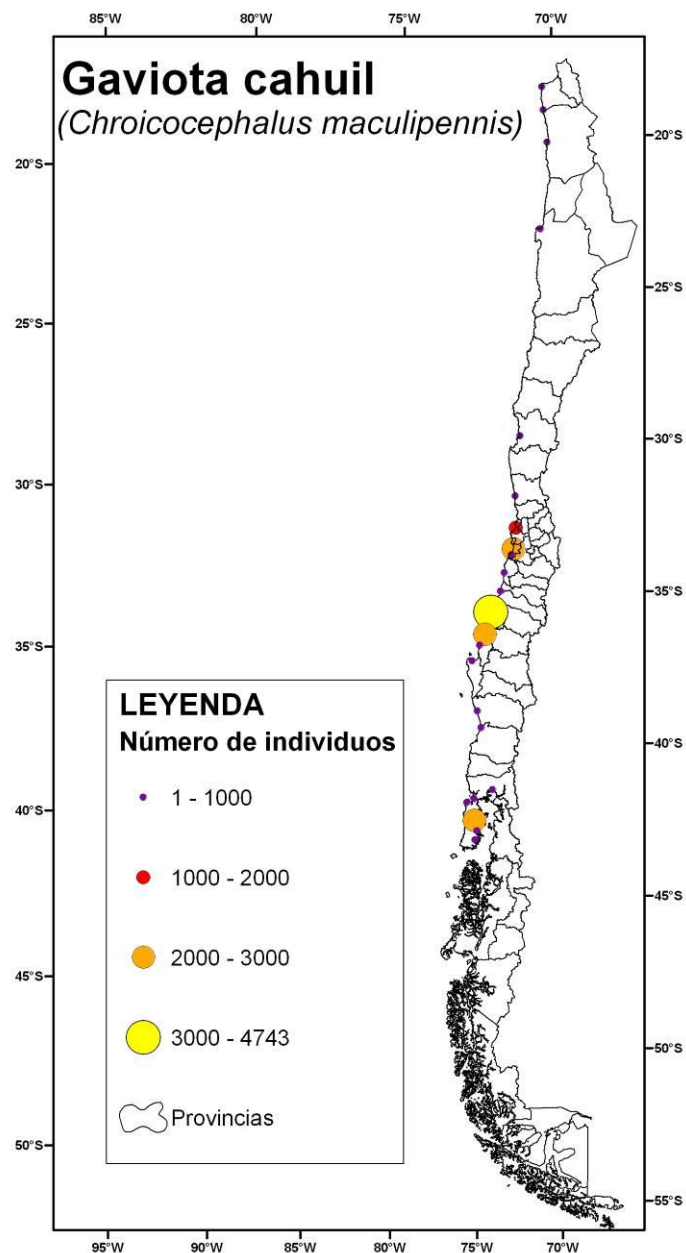 85°W 80°W 75°W 70°W
Gaviota cahuil
(Chroicocephalus maculipennis)
20°S
20°S
25°S
25°S
30°S
30°S
35°S
35°S
LEYENDA
Número de individuos
1 - 1000
1000 - 2000
2000 - 3000
3000 - 4743
Provincias
40°S
40°S
45°S
45°S
50°S
50°S
55°S
95°W 90°W 85°W 80°W 75°W 70°W